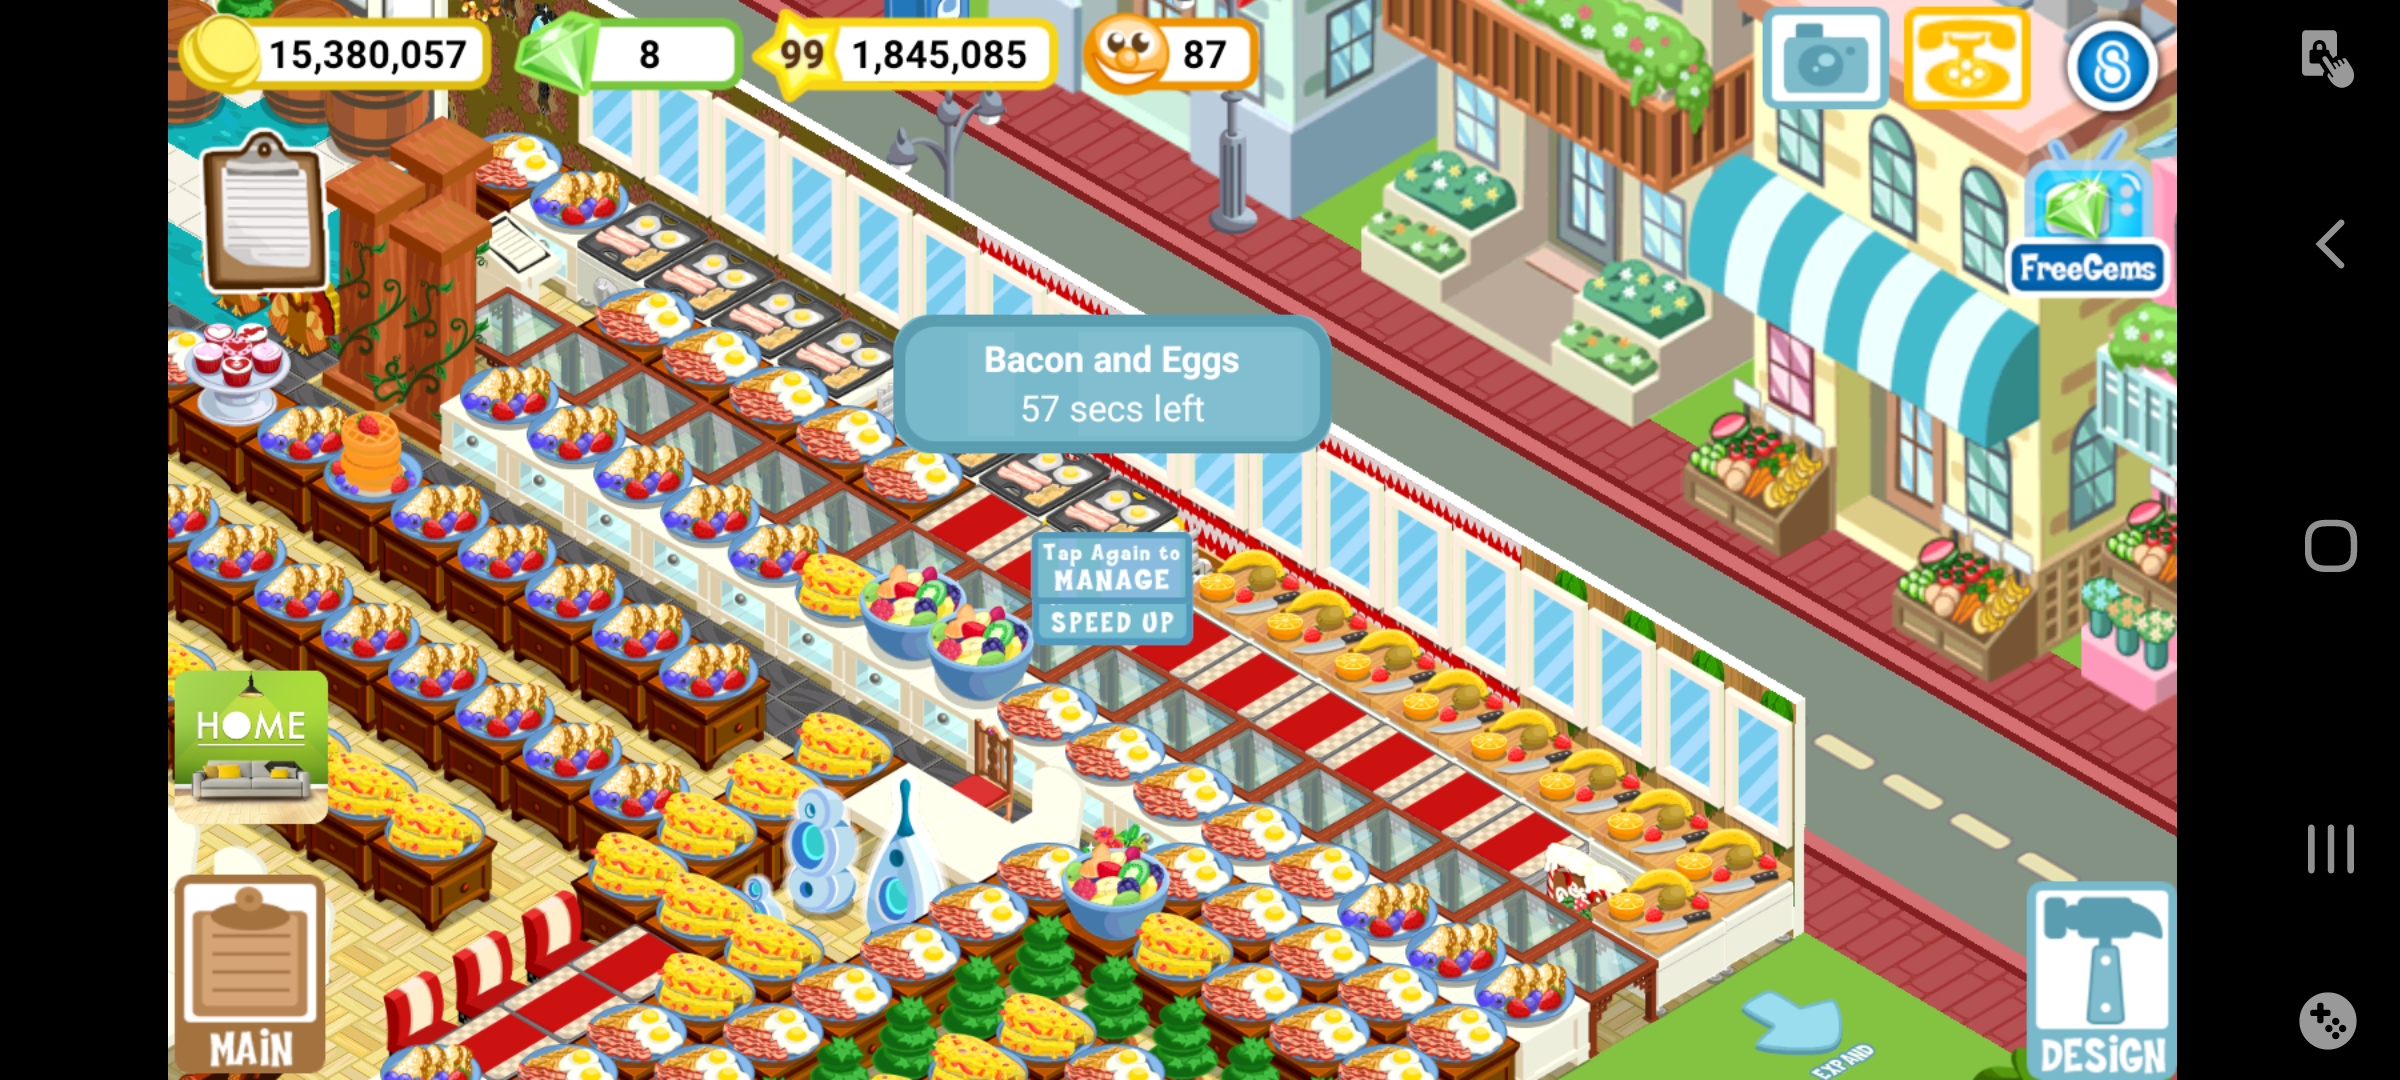 15,380,057
8
99
1,845,085
87
FreeGems
Bacon and Eggs
57 secs left
Tap Again to
MANAGE
SPEED UP
HOME
MAIN
EXPAND
DESIGN